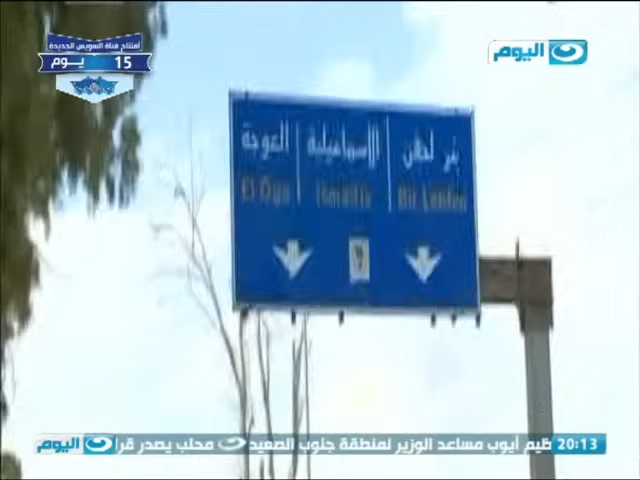 افتتاح قناة السويس الجديدة
15 يوم
اليوم
بئر لحفن الإسماعيلية العوجة
El Oga Ismailia Bir Lahfan
20:13 ظيم أيوب مساعد الوزير لمنطقة جنوب الصعيد محلب يصدر قرا اليوم